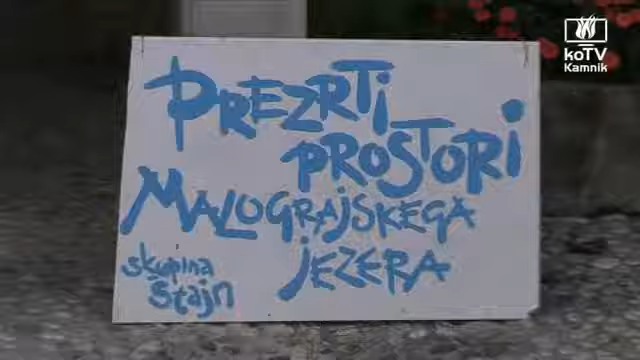 koTV
Kamnik
PREZRTI
PROSTORI
MALOGRAJSKEGA
JEZERA
skupina
Štajn